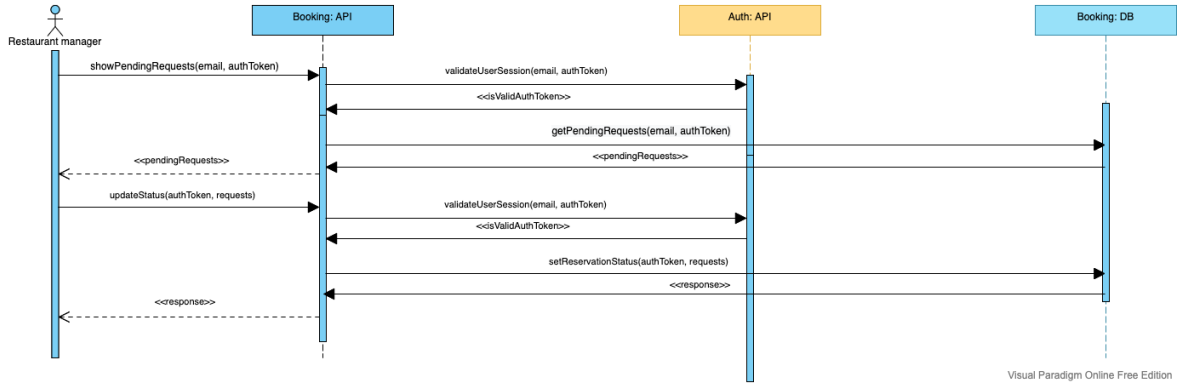 Booking: API
Auth: API
Booking: DB
Restaurant manager
showPendingRequests(email, authToken)
validateUserSession(email, authToken)
<<isValidAuthToken>>
getPendingRequests(email, authToken)
<<pendingRequests>>
<<pendingRequests>>
updateStatus(authToken, requests)
validateUserSession(email, authToken)
<<isValidAuthToken>>
setReservationStatus(authToken, requests)
<<response>>
<<response>>
Visual Paradigm Online Free Edition